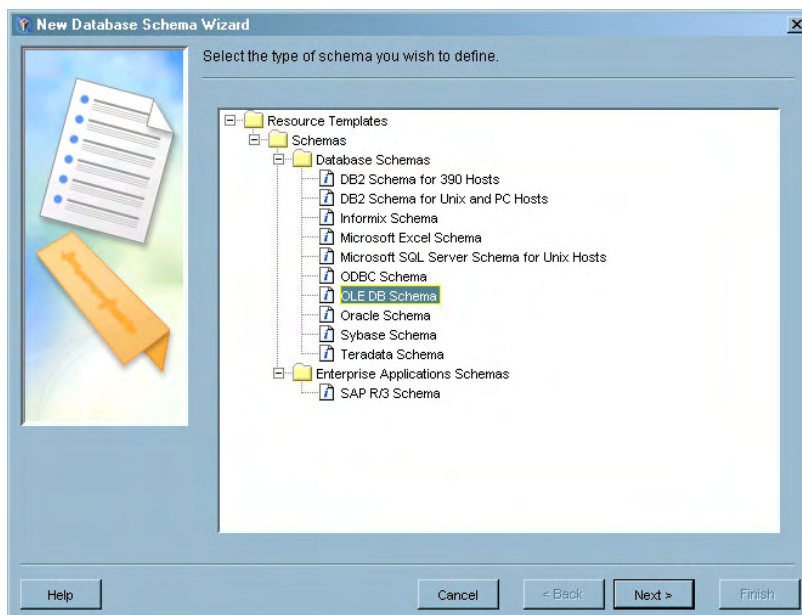 New Database Schema Wizard
Select the type of schema you wish to define.
Resource Templates
Schemas
Database Schemas
DB2 Schema for 390 Hosts
DB2 Schema for Unix and PC Hosts
Informix Schema
Microsoft Excel Schema
Microsoft SQL Server Schema for Unix Hosts
ODBC Schema
OLE DB Schema
Oracle Schema
Sybase Schema
Teradata Schema
Enterprise Applications Schemas
SAP R/3 Schema
Help Cancel < Back Next > Finish